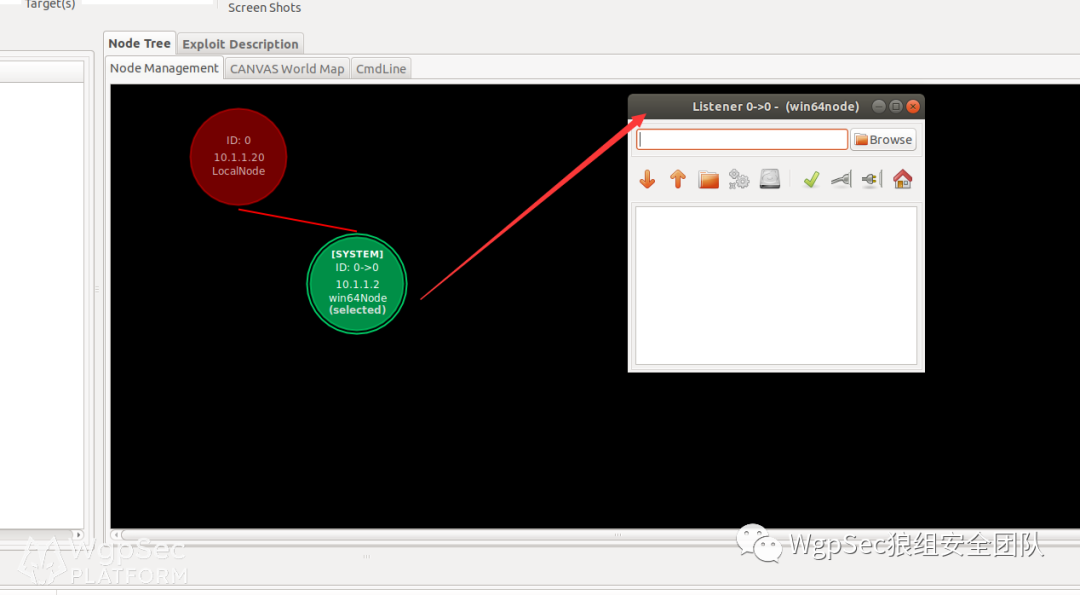 Target(s)
Screen Shots
Node Tree
Exploit Description
Node Management
CANVAS World Map
CmdLine
ID: 0
10.1.1.20
LocalNode
[SYSTEM]
ID: 0->0
10.1.1.2
win64Node
(selected)
Listener 0->0 - (win64node)
Browse
WgpSec
PLATFORM
WgpSec狼组安全团队